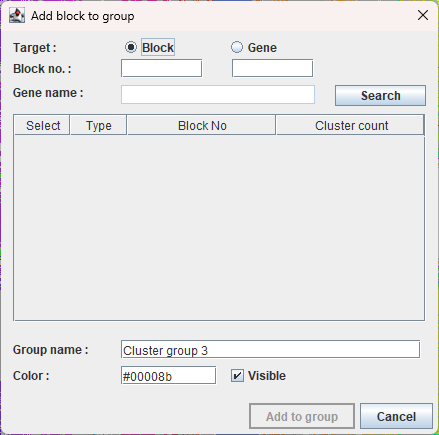 Add block to group
Target : Block Gene
Block no. :
Gene name : Search
Select Type Block No Cluster count
Group name : Cluster group 3
Color : #00008b Visible
Add to group Cancel